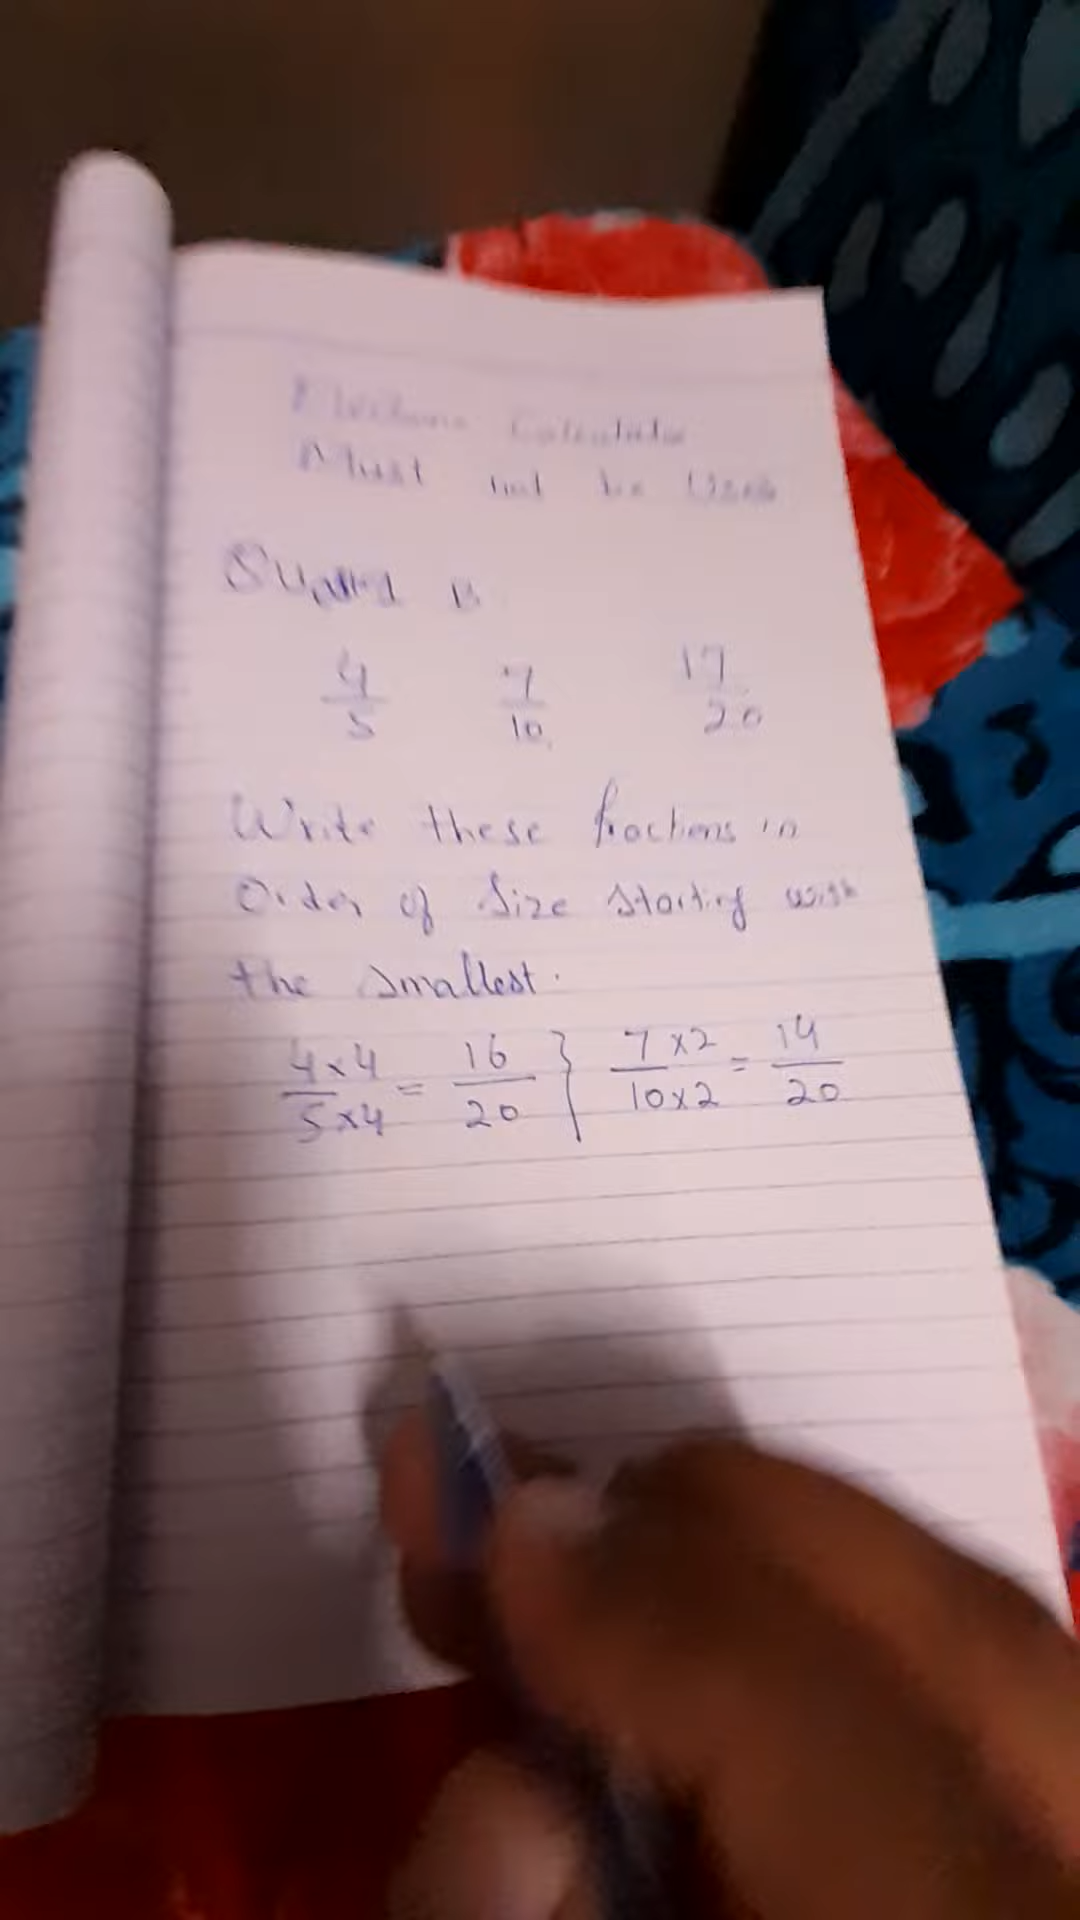 Calculator
Must not be Used
4/5 7/10 17/20
Write these fractions in
Order of Size starting with
the smallest.
4×4/5×4 = 16/20 } 7×2/10×2 = 14/20